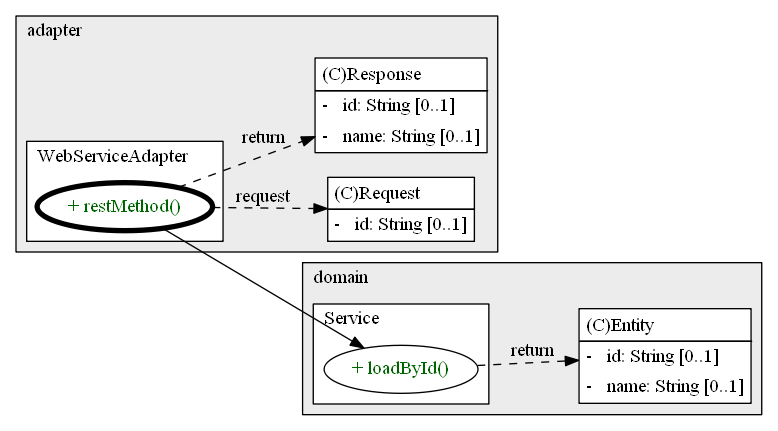 adapter
(C)Response
- id: String [0..1]
- name: String [0..1]
return
WebServiceAdapter
+ restMethod()
request
(C)Request
- id: String [0..1]
domain
Service
+ loadById()
return
(C)Entity
- id: String [0..1]
- name: String [0..1]